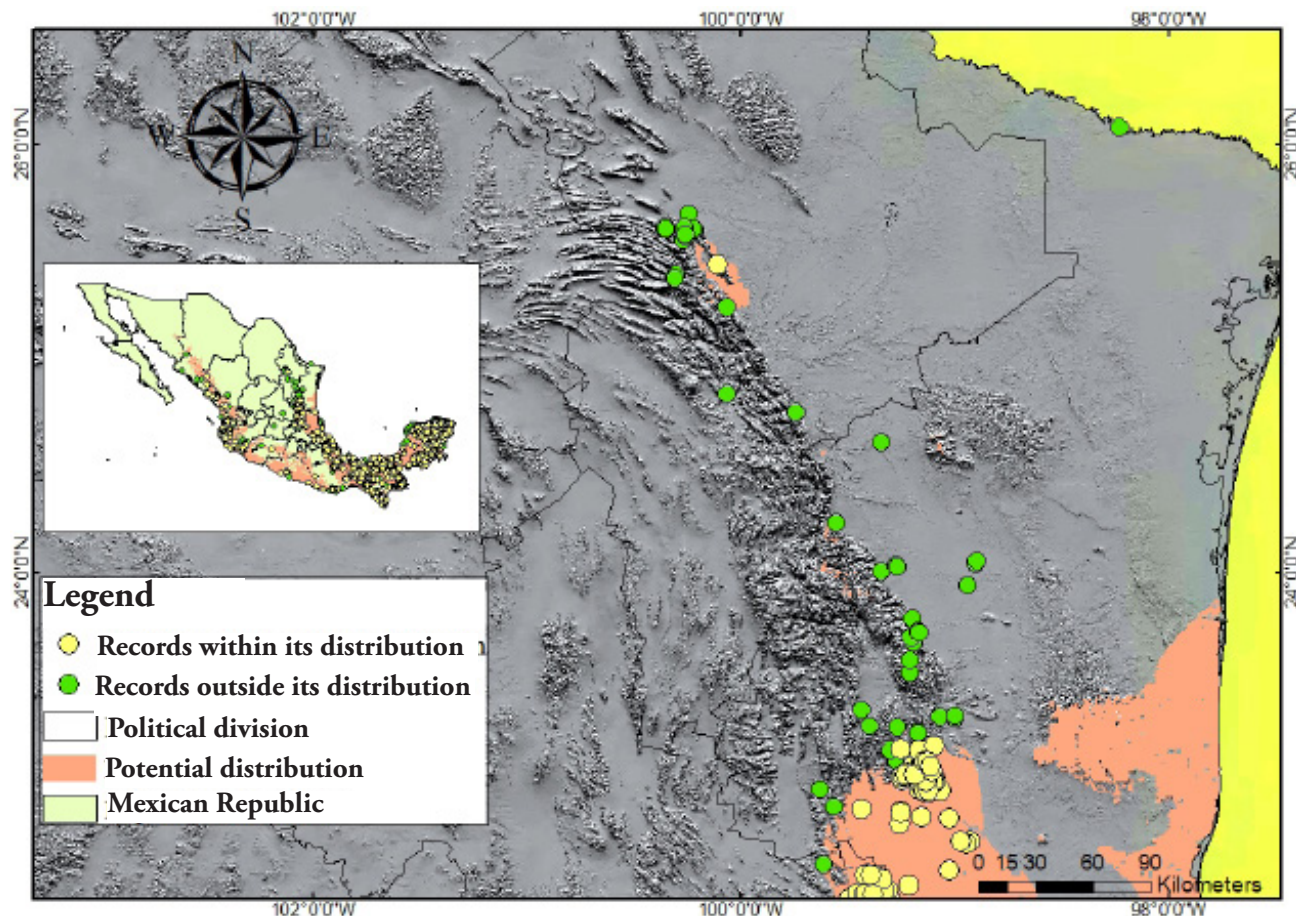 102°0'0"W 100°0'0"W 98°0'0"W
N
W E
S
26°0'0"N 26°0'0"N
24°0'0"N 24°0'0"N
Legend
Records within its distribution
Records outside its distribution
Political division
Potential distribution
Mexican Republic
0 15 30 60 90
Kilometers
102°0'0"W 100°0'0"W 98°0'0"W